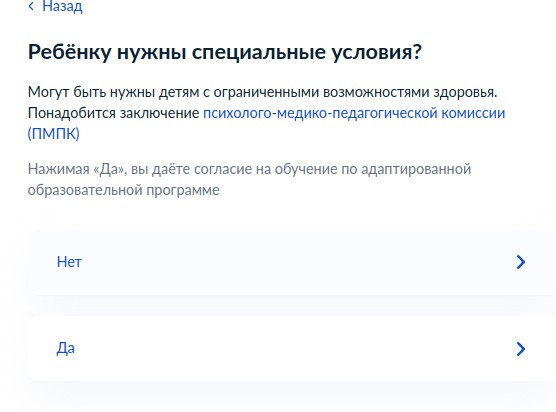 Назад
Ребёнку нужны специальные условия?
Могут быть нужны детям с ограниченными возможностями здоровья.
Понадобится заключение психолого-медико-педагогической комиссии
(ПМПК)
Нажимая «Да», вы даёте согласие на обучение по адаптированной
образовательной программе
Нет
Да